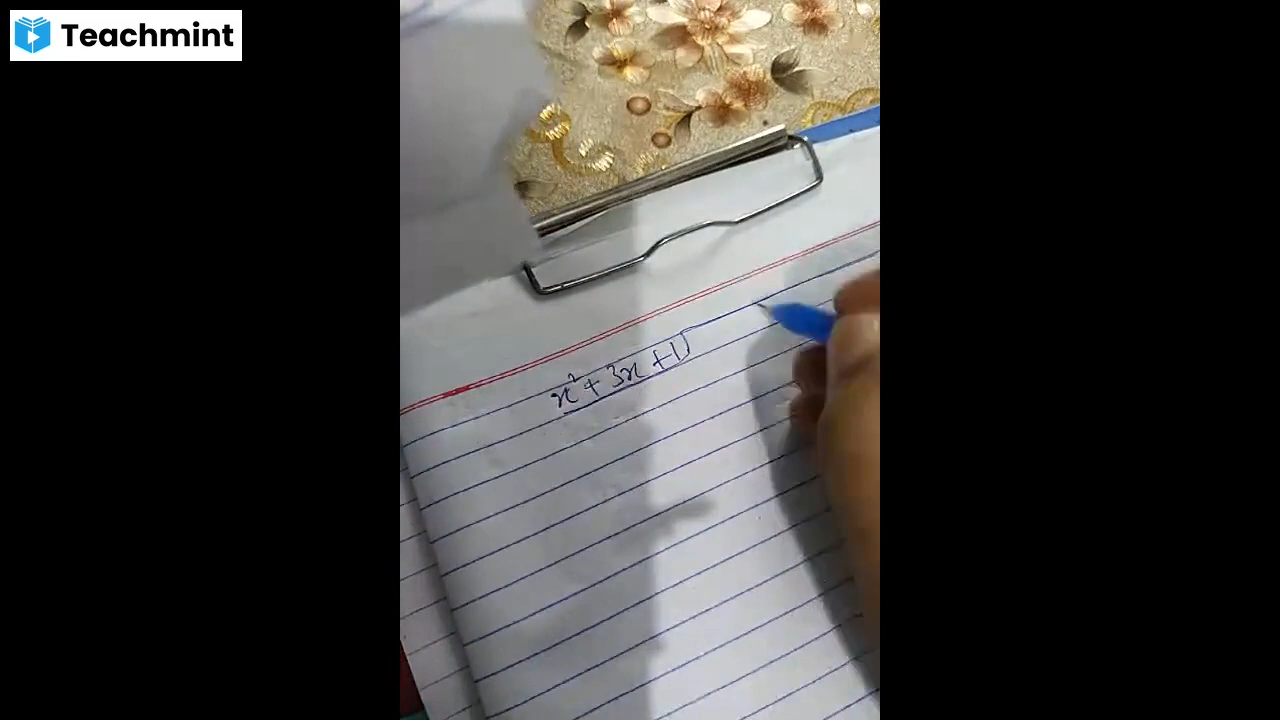 Teachmint
x² + 3x + 1